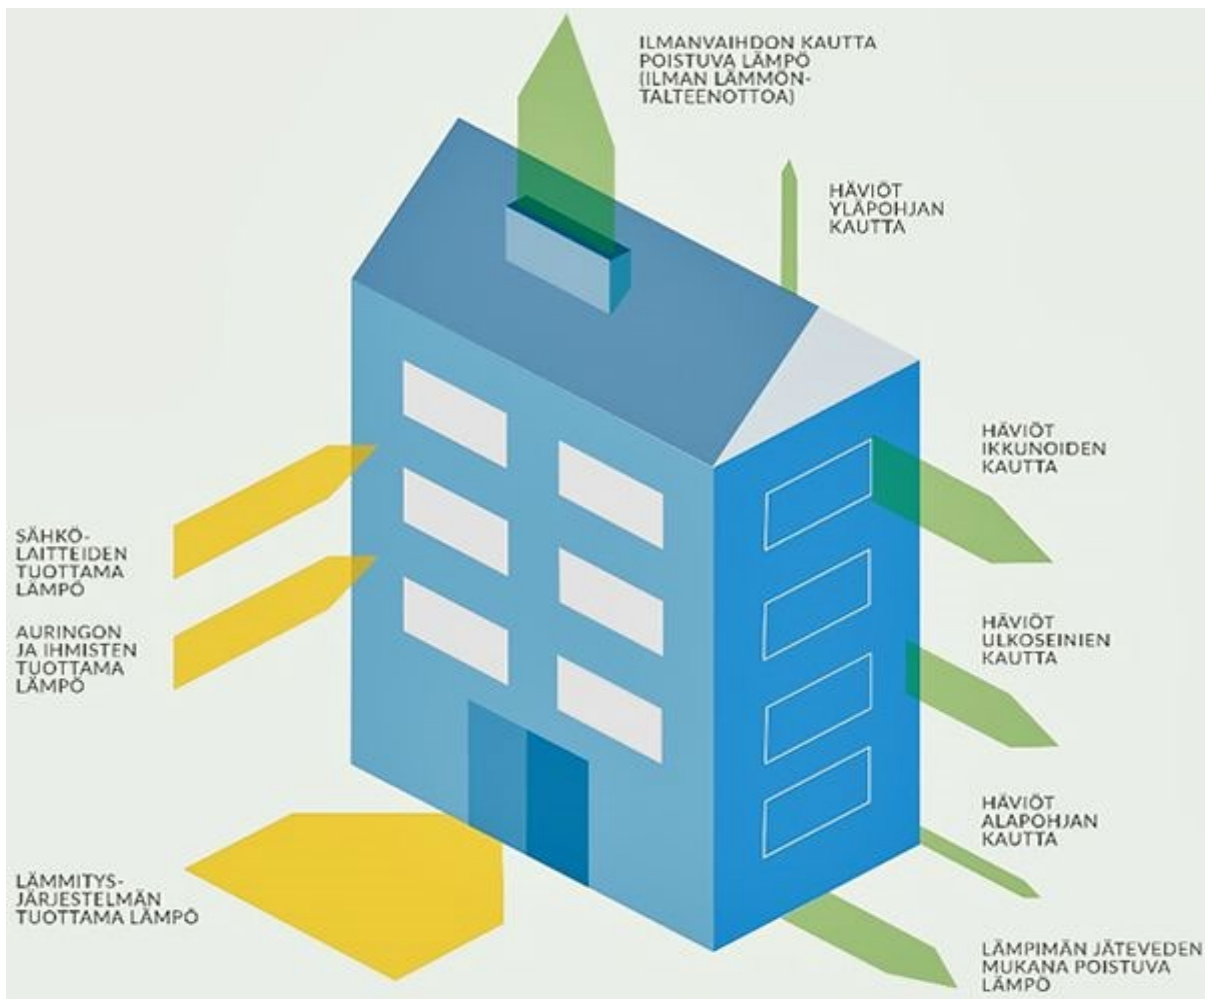 ILMANVAIHDON KAUTTA
POISTUVA LÄMPÖ
(ILMAN LÄMMÖN-
TALTEENOTTOA)
HÄVIÖT
YLÄPOHJAN
KAUTTA
HÄVIÖT
IKKUNOIDEN
KAUTTA
SÄHKÖ-
LAITTEIDEN
TUOTTAMA
LÄMPÖ
AURINGON
JA IHMISTEN
TUOTTAMA
LÄMPÖ
HÄVIÖT
ULKOSEINIEN
KAUTTA
HÄVIÖT
ALAPOHJAN
KAUTTA
LÄMMITYS-
JÄRJESTELMÄN
TUOTTAMA LÄMPÖ
LÄMPIMÄN JÄTEVEDEN
MUKANA POISTUVA
LÄMPÖ